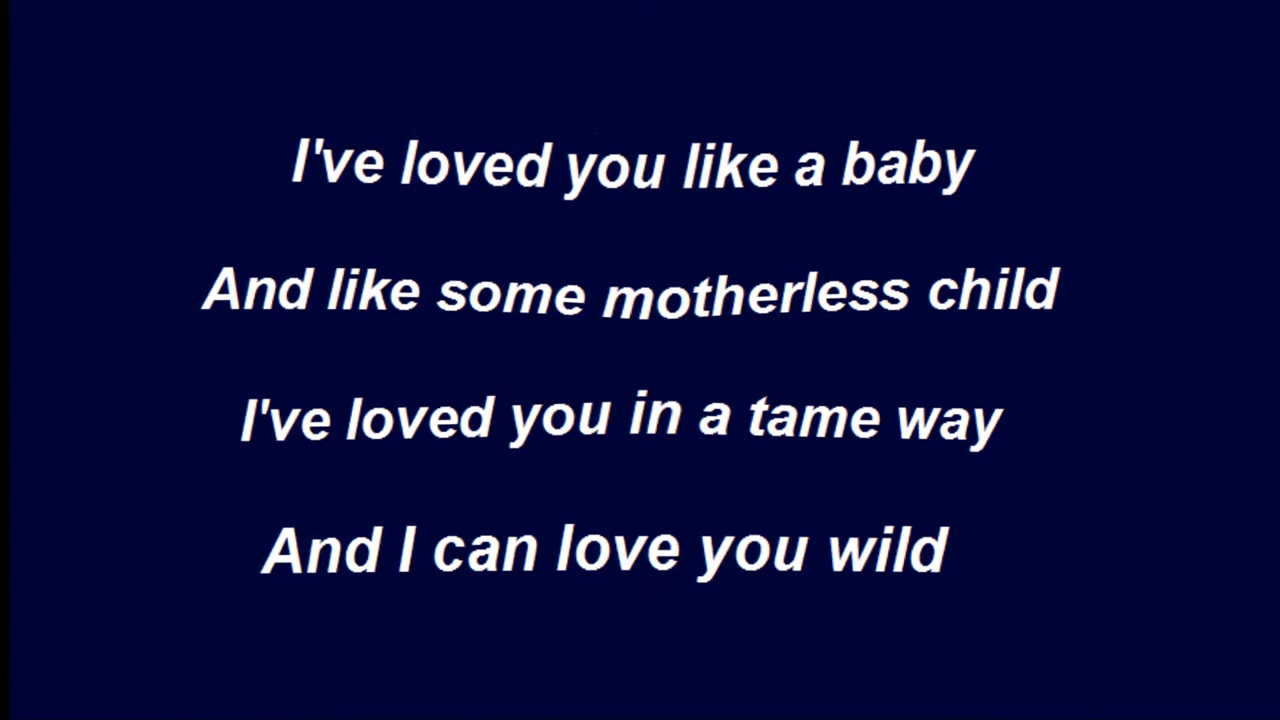 I've loved you like a baby
And like some motherless child
I've loved you in a tame way
And I can love you wild